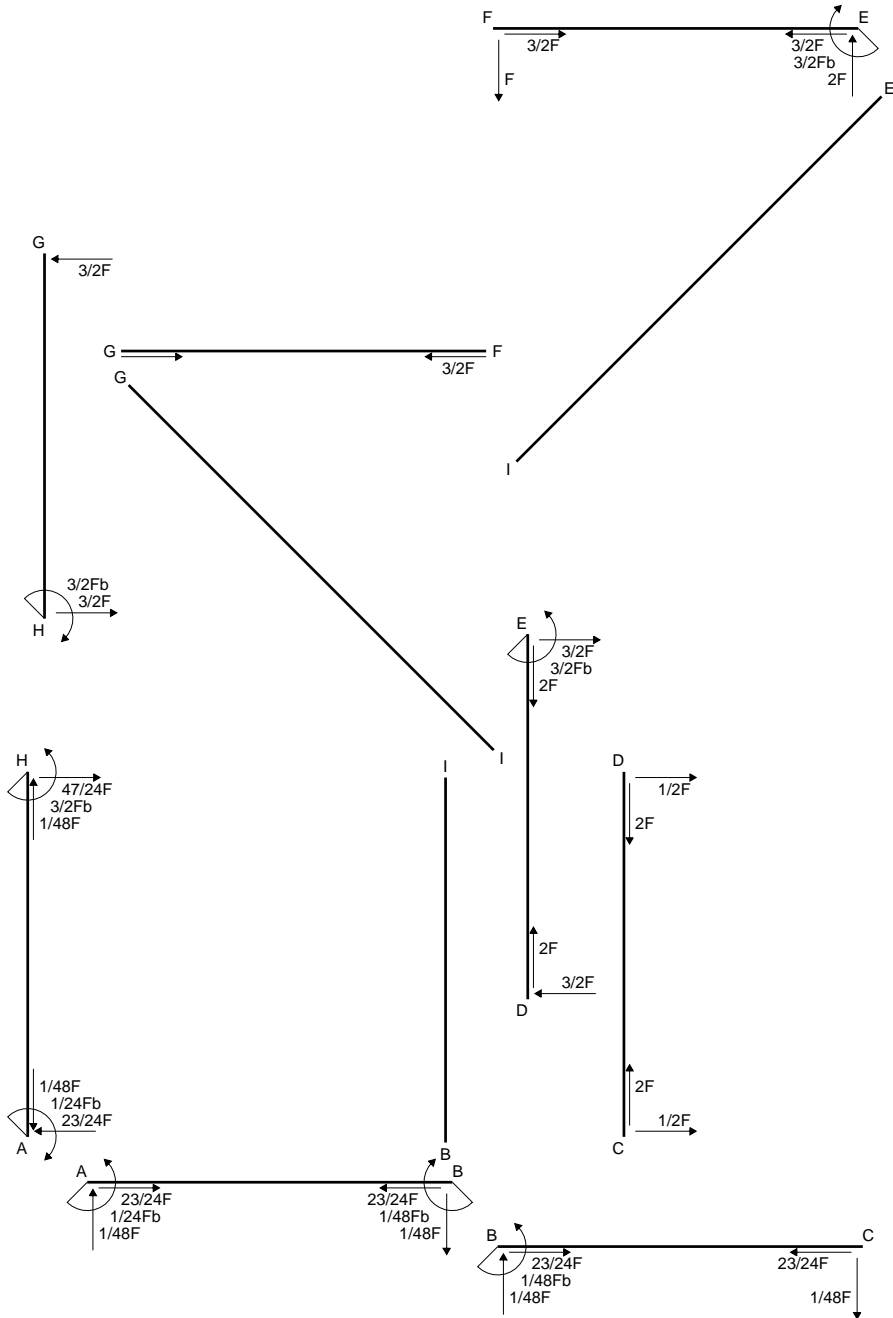 F
E
3/2F
3/2F
3/2Fb
F
2F
E
G
3/2F
G
F
3/2F
G
I
3/2Fb
3/2F
H
E
3/2F
3/2Fb
2F
H
I
I
D
47/24F
3/2Fb
1/48F
1/2F
2F
2F
3/2F
D
1/48F
1/24Fb
23/24F
A
2F
1/2F
B
C
A
B
23/24F
1/24Fb
1/48F
23/24F
1/48Fb
1/48F
B
C
23/24F
1/48Fb
1/48F
23/24F
1/48F